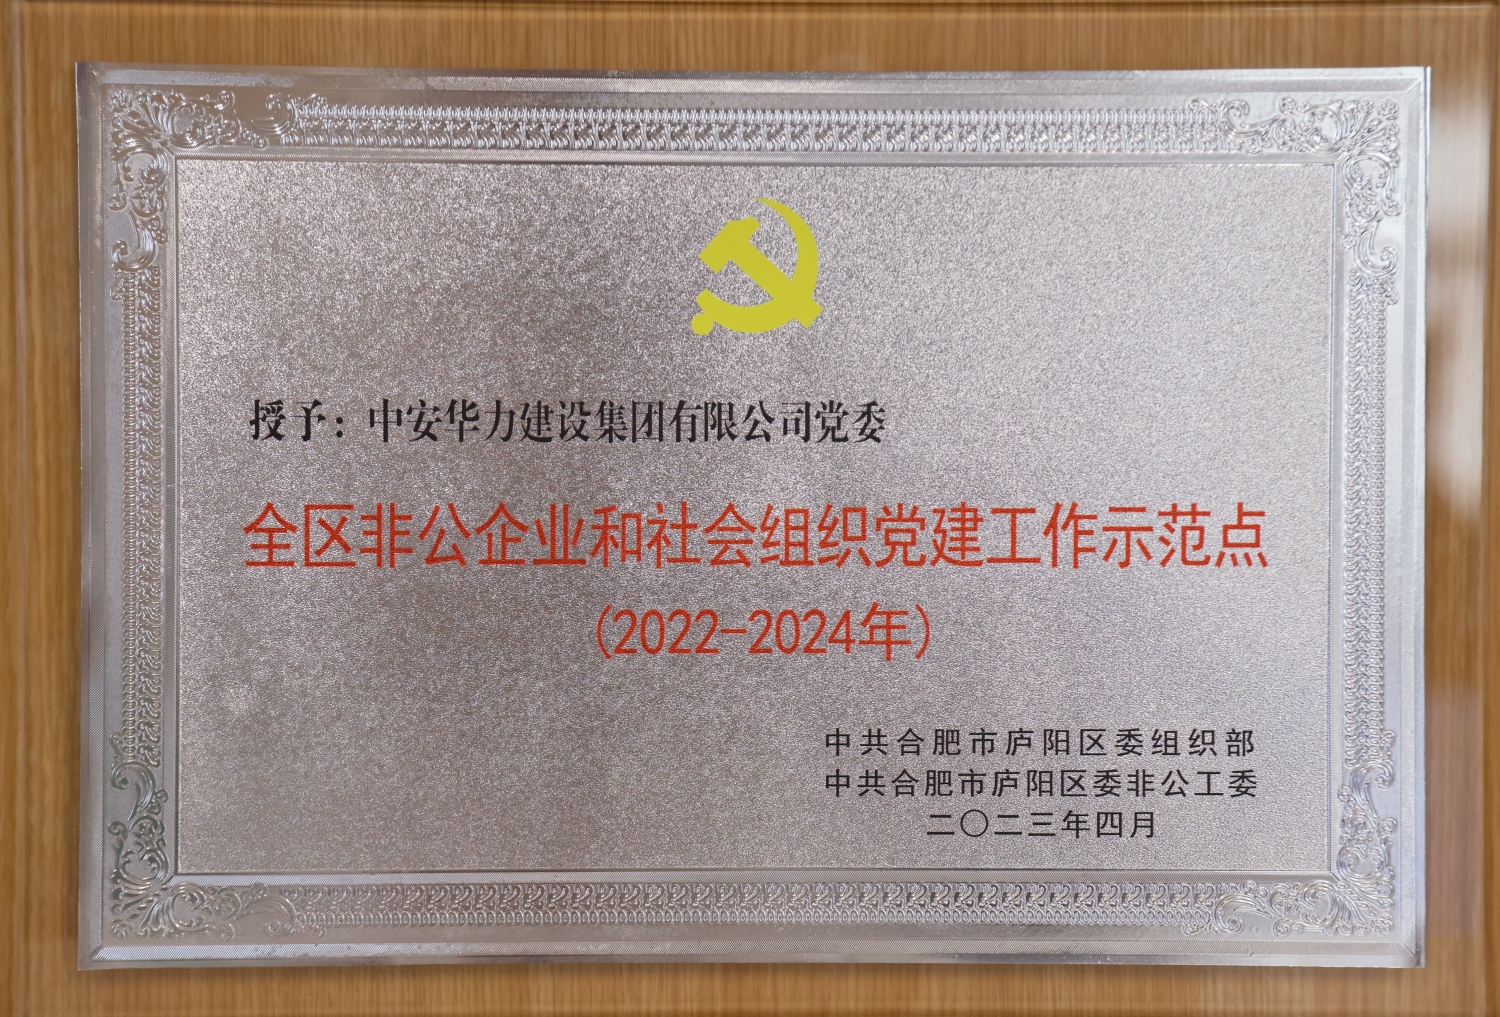 授予：中安华力建设集团有限公司党委
全区非公企业和社会组织党建工作示范点
(2022-2024年)
中共合肥市庐阳区委组织部
中共合肥市庐阳区委非公工委
二〇二三年四月